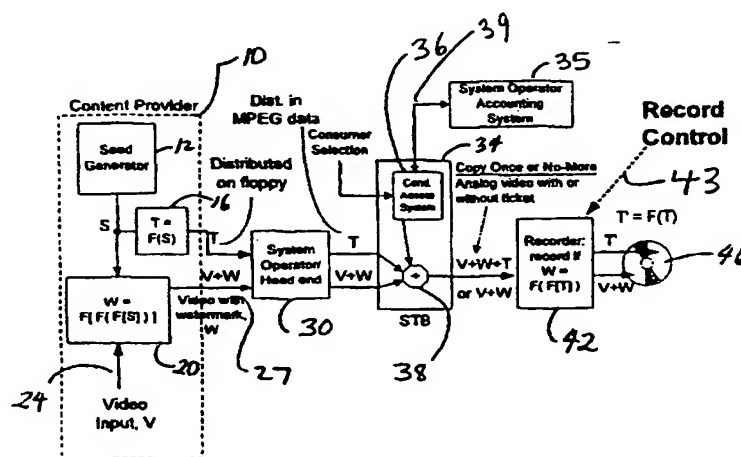 10
Content Provider
Seed
Generator
12
S
16
T =
F(S)
T
Distributed
on floppy
W =
F[ F( F[S]) ]
20
24
Video
Input, V
V+W
Video with
watermark,
W
27
System
Operator/
Head end
30
Dist. in
MPEG data
T
V+W
Consumer
Selection
36
39
System Operator
Accounting
System
35
34
Cond.
Access
System
+
STB
38
Copy Once or No-More
Analog video with or
without ticket
V+W+T
or V+W
Record
Control
43
Recorder:
record if
W =
F( F[T] )
42
T' = F(T)
T'
V+W
46